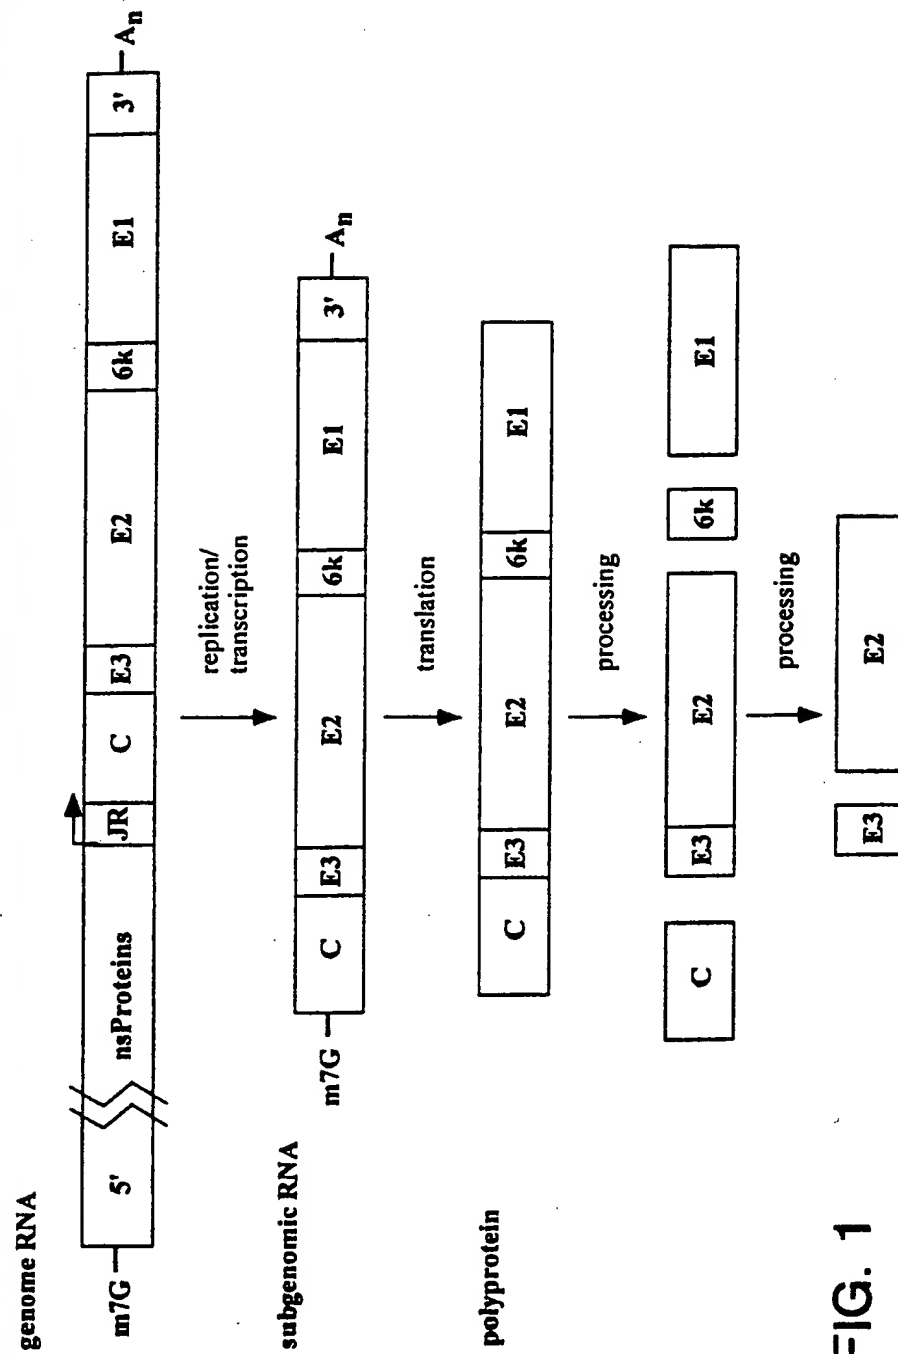 genome RNA
m7G
5'
nsProteins
JR
C
E3
E2
6k
E1
3'
An
replication/
transcription
subgenomic RNA
m7G
C
E3
E2
6k
E1
3'
An
translation
polyprotein
C
E3
E2
6k
E1
processing
C
E3
E2
6k
E1
processing
E3
E2
FIG. 1